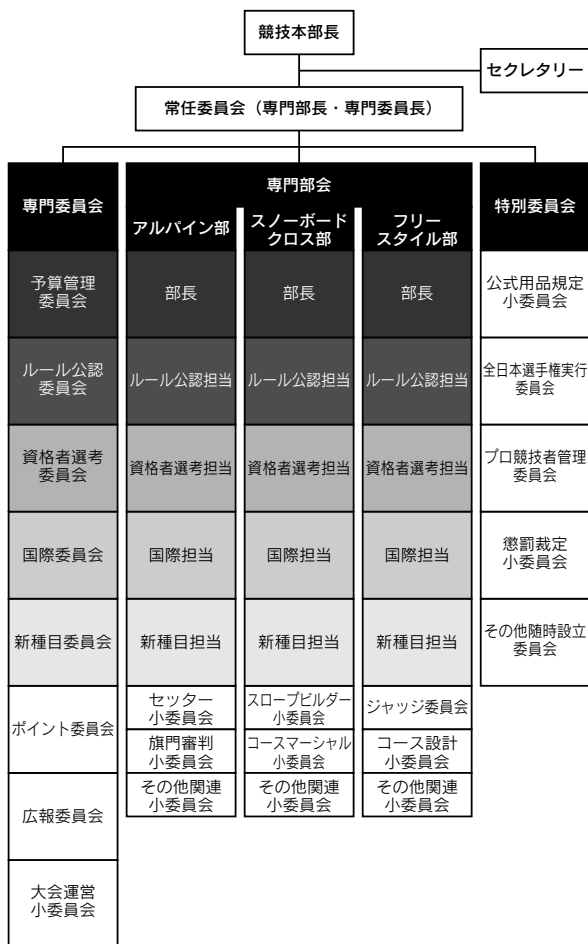 競技本部長
セクレタリー
常任委員会（専門部長・専門委員長）
専門委員会
予算管理
委員会
ルール公認
委員会
資格者選考
委員会
国際委員会
新種目委員会
ポイント委員会
広報委員会
大会運営
小委員会
専門部会
アルパイン部
部長
ルール公認担当
資格者選考担当
国際担当
新種目担当
セッター
小委員会
旗門審判
小委員会
その他関連
小委員会
スノーボード
クロス部
部長
ルール公認担当
資格者選考担当
国際担当
新種目担当
スロープビルダー
小委員会
コースマーシャル
小委員会
その他関連
小委員会
フリー
スタイル部
部長
ルール公認担当
資格者選考担当
国際担当
新種目担当
ジャッジ委員会
コース設計
小委員会
その他関連
小委員会
特別委員会
公式用品規定
小委員会
全日本選手権実行
委員会
プロ競技者管理
委員会
懲罰裁定
小委員会
その他随時設立
委員会